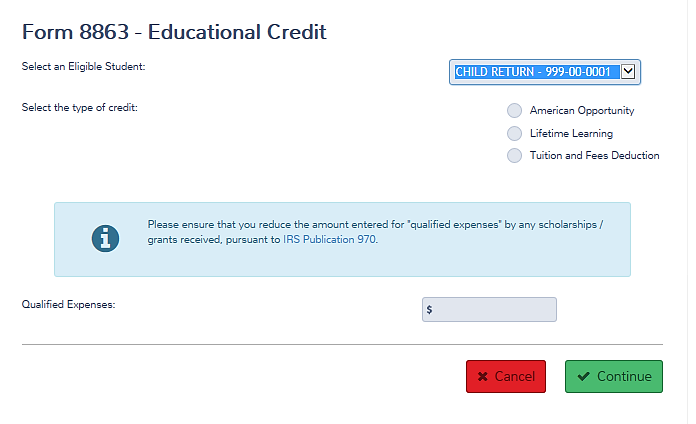 Form 8863 - Educational Credit
Select an Eligible Student:
CHILD RETURN - 999-00-0001
Select the type of credit:
American Opportunity
Lifetime Learning
Tuition and Fees Deduction
Please ensure that you reduce the amount entered for "qualified expenses" by any scholarships /
grants received, pursuant to IRS Publication 970.
Qualified Expenses:
$
Cancel
Continue